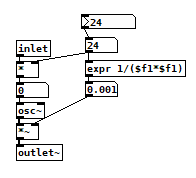 24
inlet
24
*
expr 1/($f1*$f1)
0
0.001
osc~
*~
outlet~